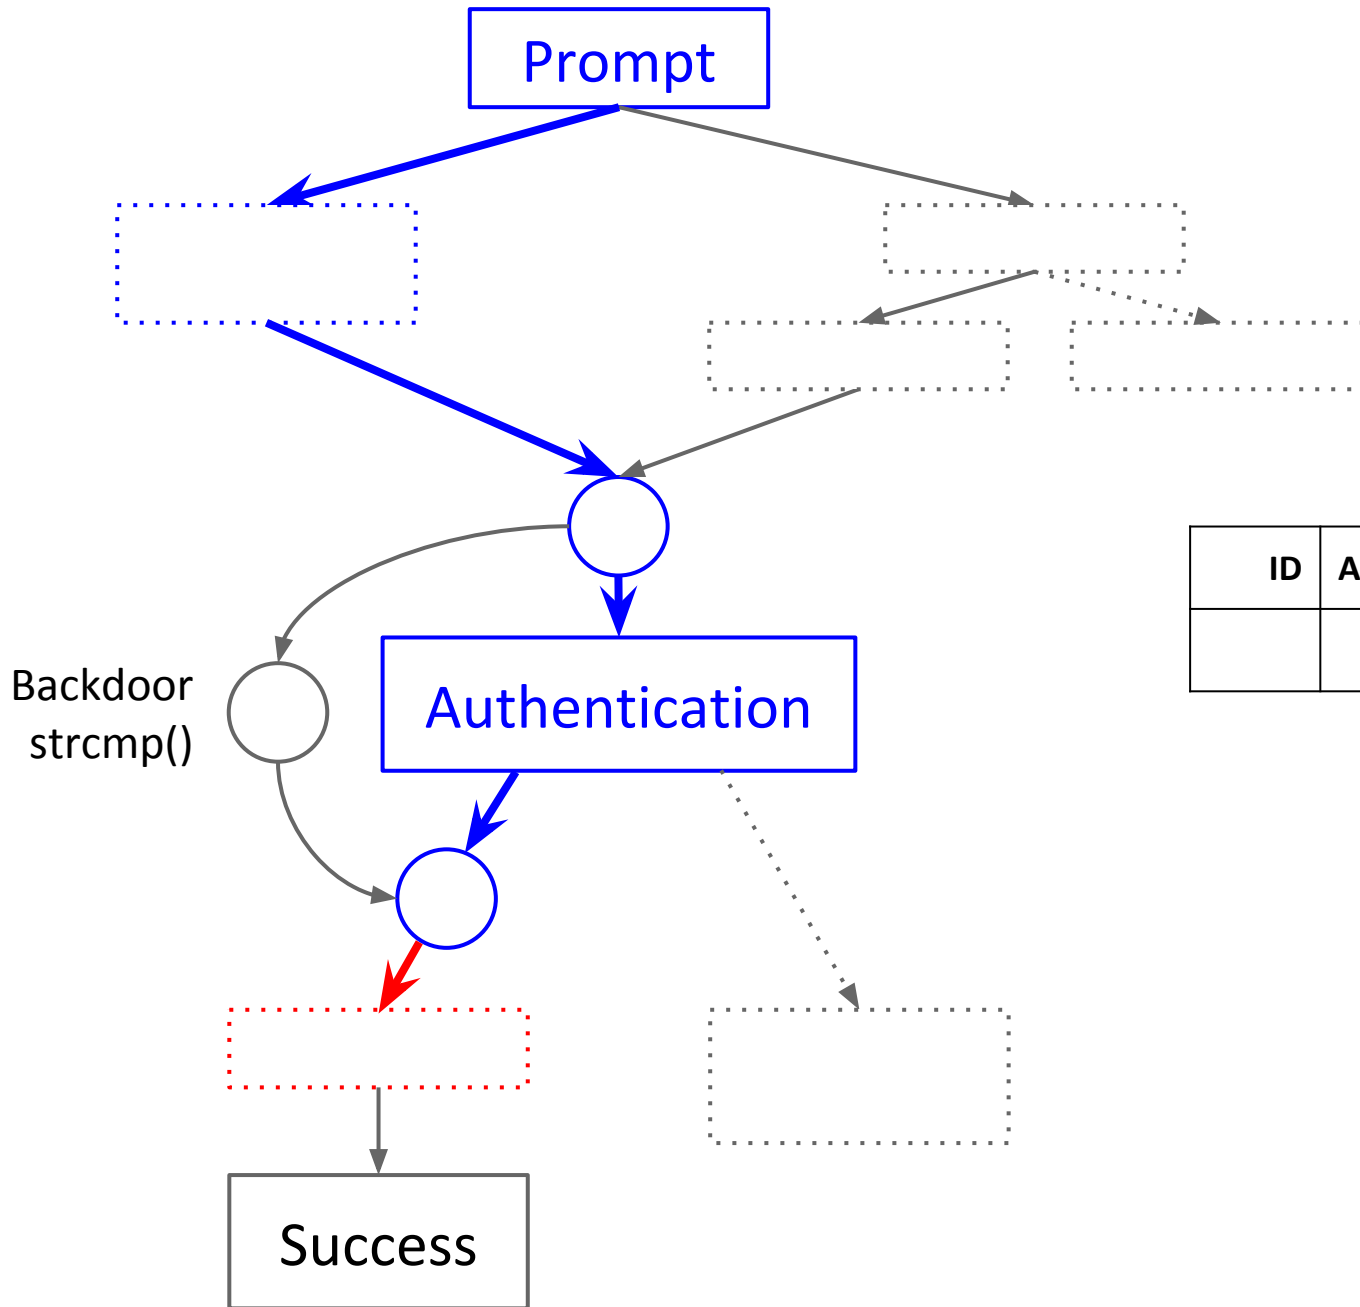 Prompt
ID
A
Backdoor
strcmp()
Authentication
Success